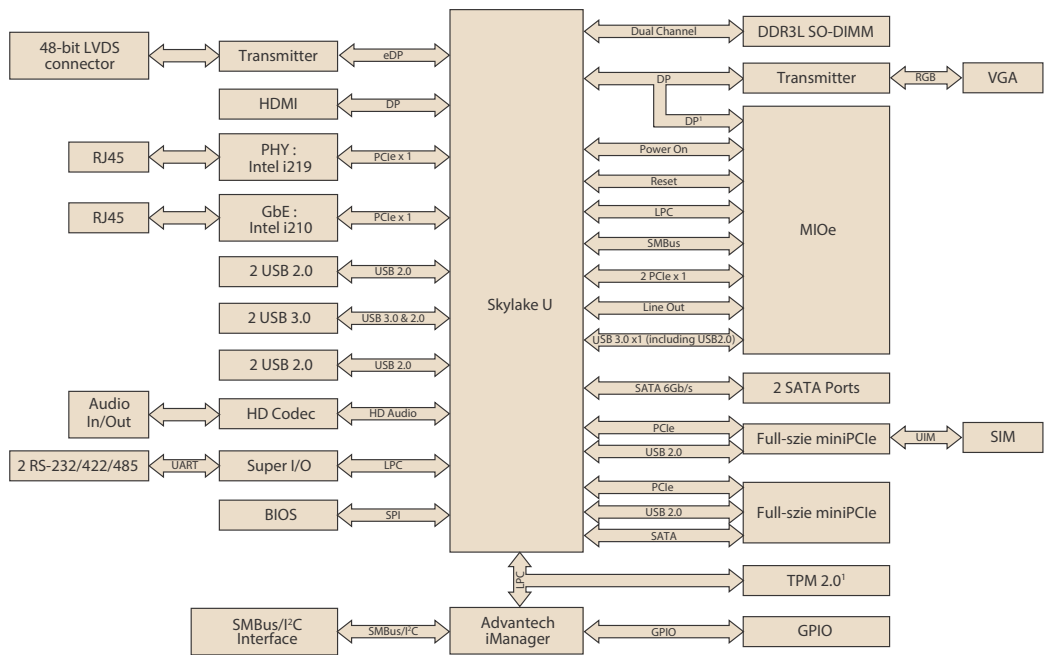 48-bit LVDS
connector
Transmitter
eDP
HDMI
DP
RJ45
PHY :
Intel i219
PCIe x 1
RJ45
GbE :
Intel i210
PCIe x 1
2 USB 2.0
USB 2.0
2 USB 3.0
USB 3.0 & 2.0
2 USB 2.0
USB 2.0
Audio
In/Out
HD Codec
HD Audio
2 RS-232/422/485
UART
Super I/O
LPC
BIOS
SPI
Skylake U
Dual Channel
DDR3L SO-DIMM
DP
Transmitter
RGB
VGA
DP¹
Power On
Reset
LPC
SMBus
2 PCIe x 1
Line Out
USB 3.0 x1 (including USB2.0)
MIOe
SATA 6Gb/s
2 SATA Ports
PCIe
USB 2.0
Full-szie miniPCIe
UIM
SIM
PCIe
USB 2.0
SATA
Full-szie miniPCIe
LPC
TPM 2.0¹
SMBus/I²C
Interface
SMBus/I²C
Advantech
iManager
GPIO
GPIO